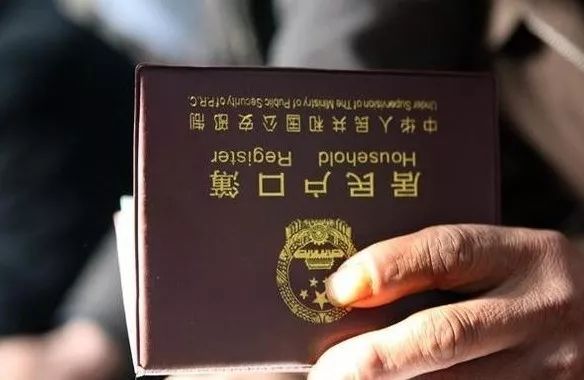 居民户口簿
Household Register
中华人民共和国公安部制
Under Supervision of The Ministry of Public Security of P.R.C